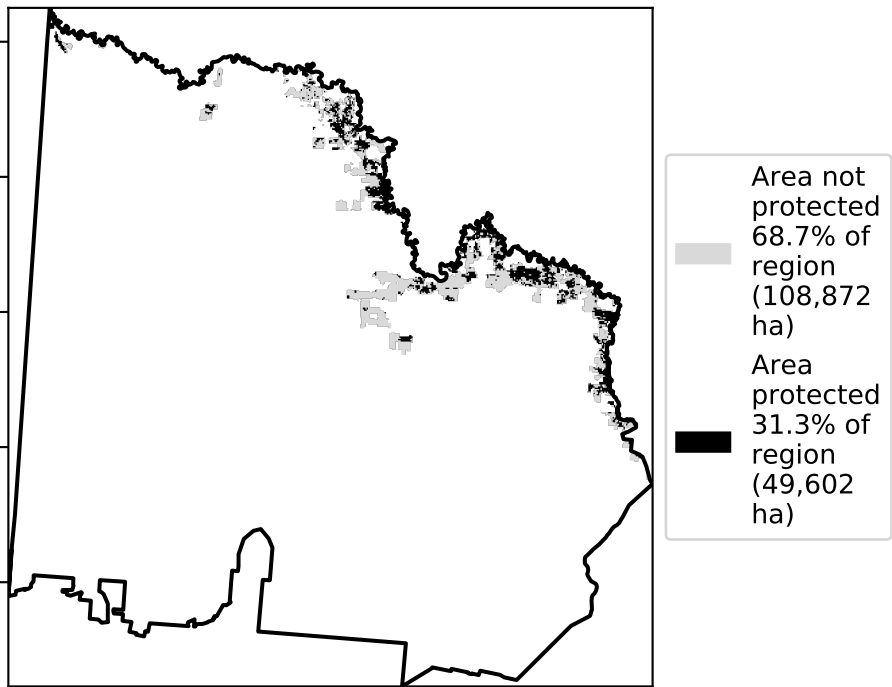 Area not
protected
68.7% of
region
(108,872
ha)
Area
protected
31.3% of
region
(49,602
ha)